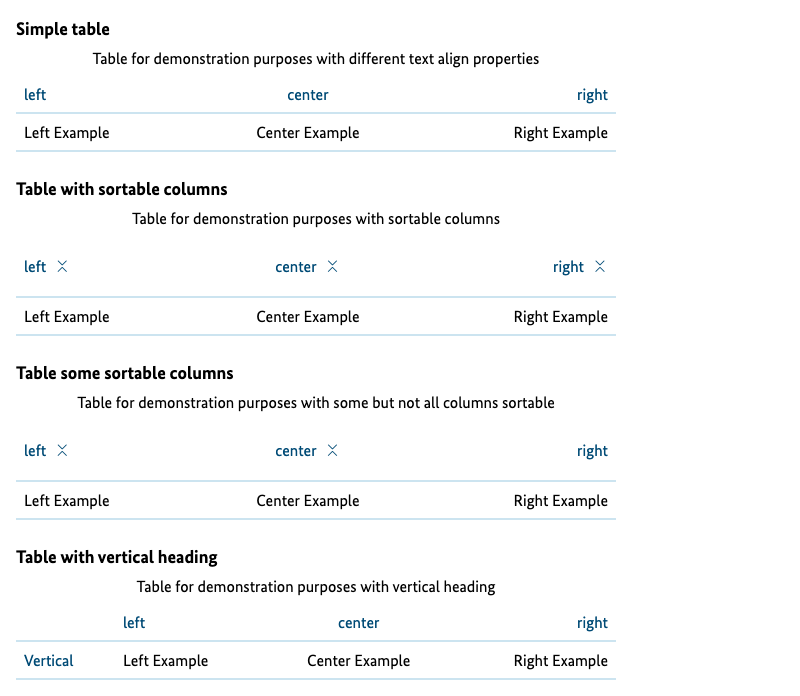 Simple table
Table for demonstration purposes with different text align properties
left center right
Left Example Center Example Right Example
Table with sortable columns
Table for demonstration purposes with sortable columns
left center right
Left Example Center Example Right Example
Table some sortable columns
Table for demonstration purposes with some but not all columns sortable
left center right
Left Example Center Example Right Example
Table with vertical heading
Table for demonstration purposes with vertical heading
left center right
Vertical Left Example Center Example Right Example